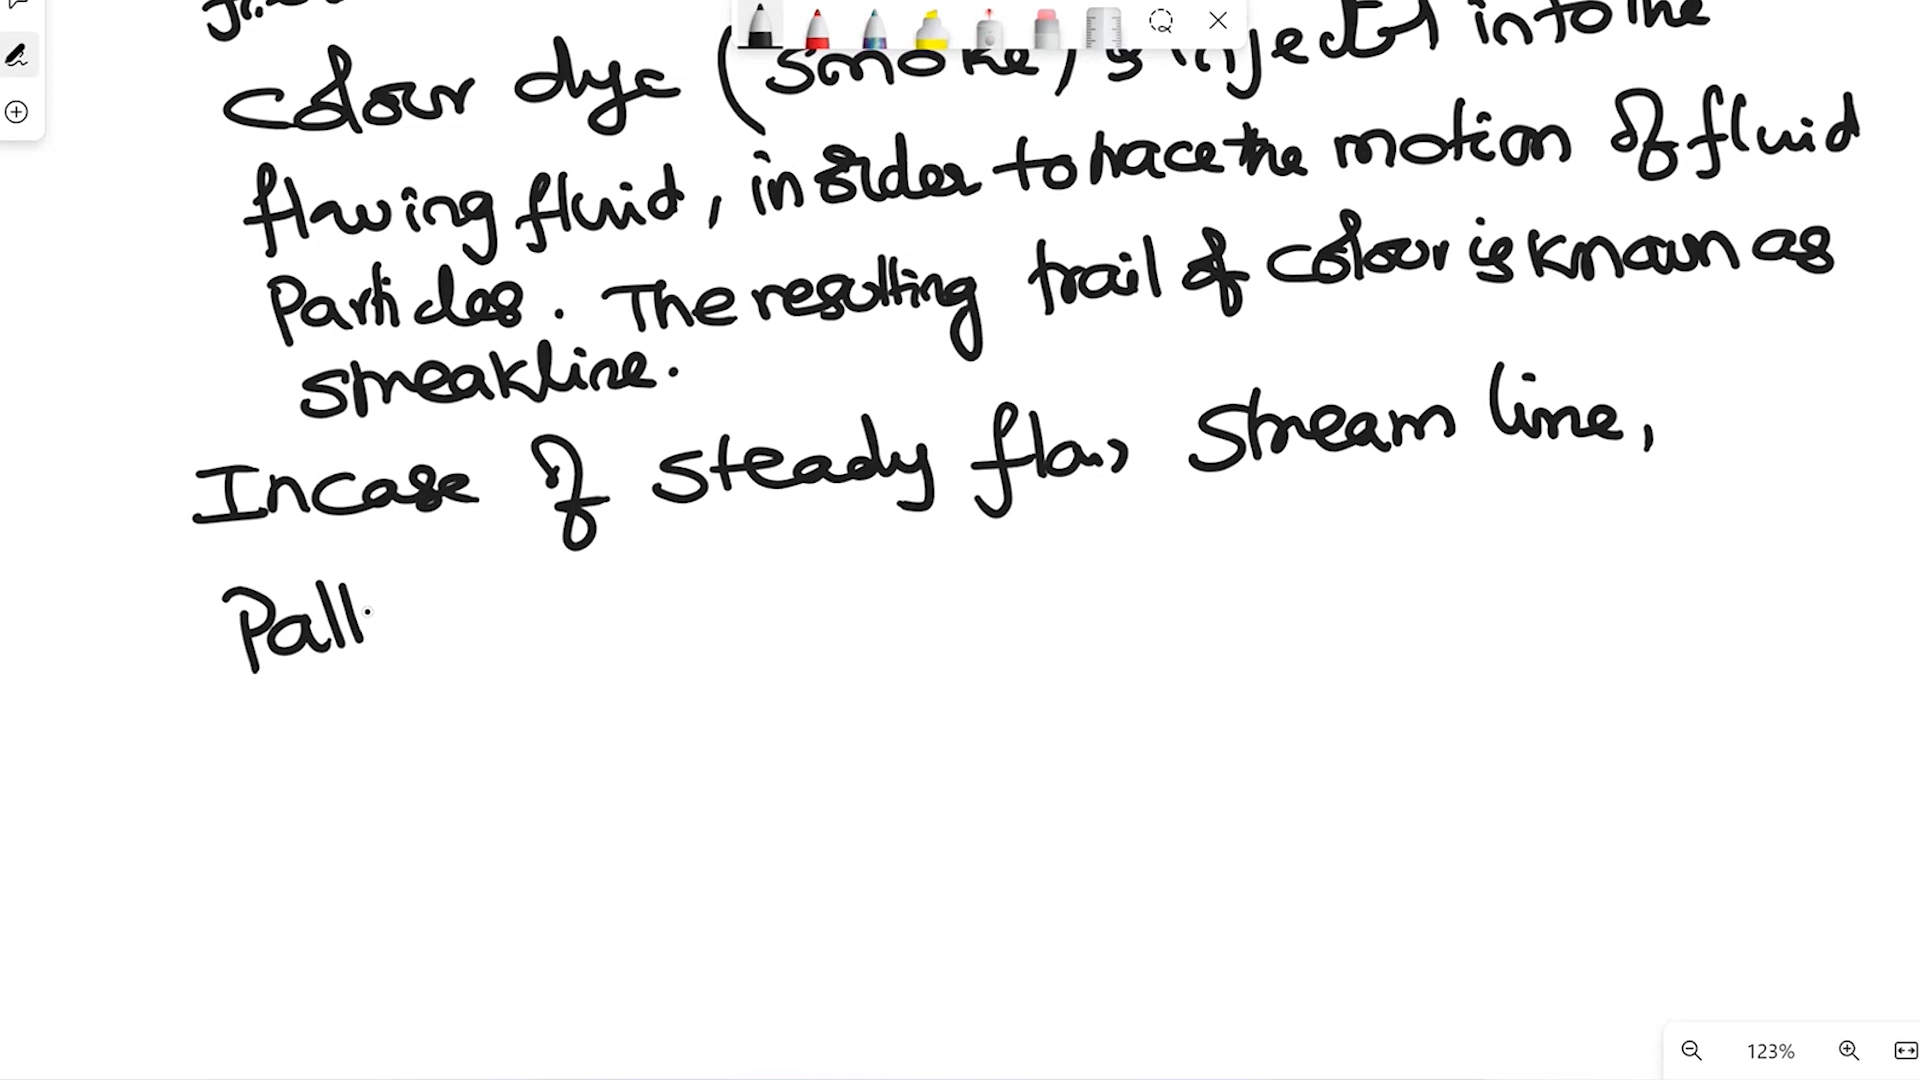 colour dye (smoke) is injected into the
flowing fluid, in order to trace the motion of fluid
Particles. The resulting trail of colour is known as
streakline.
Incase of steady flow stream line,
Pall
123%